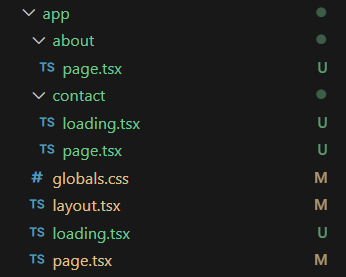 app
about
TS page.tsx U
contact
TS loading.tsx U
TS page.tsx U
# globals.css M
TS layout.tsx M
TS loading.tsx U
TS page.tsx M